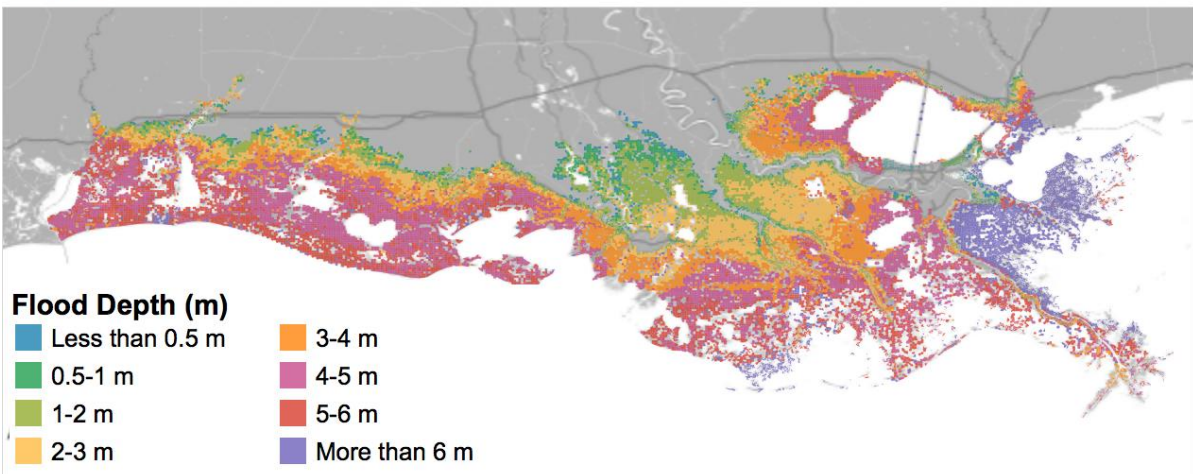 Flood Depth (m)
Less than 0.5 m
0.5-1 m
1-2 m
2-3 m
3-4 m
4-5 m
5-6 m
More than 6 m